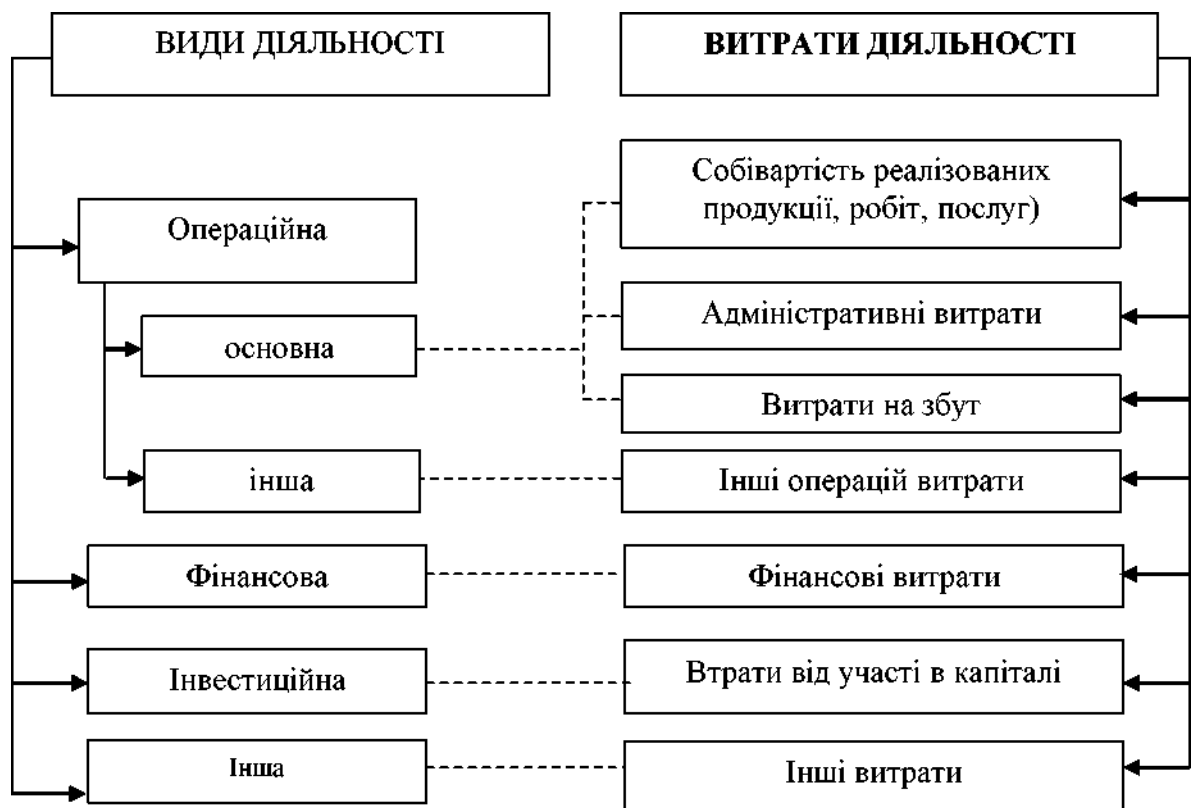 ВИДИ ДІЯЛЬНОСТІ
ВИТРАТИ ДІЯЛЬНОСТІ
Собівартість реалізованих
продукції, робіт, послуг)
Операційна
Адміністративні витрати
основна
Витрати на збут
інша
Інші операцій витрати
Фінансова
Фінансові витрати
Інвестиційна
Втрати від участі в капіталі
Інша
Інші витрати